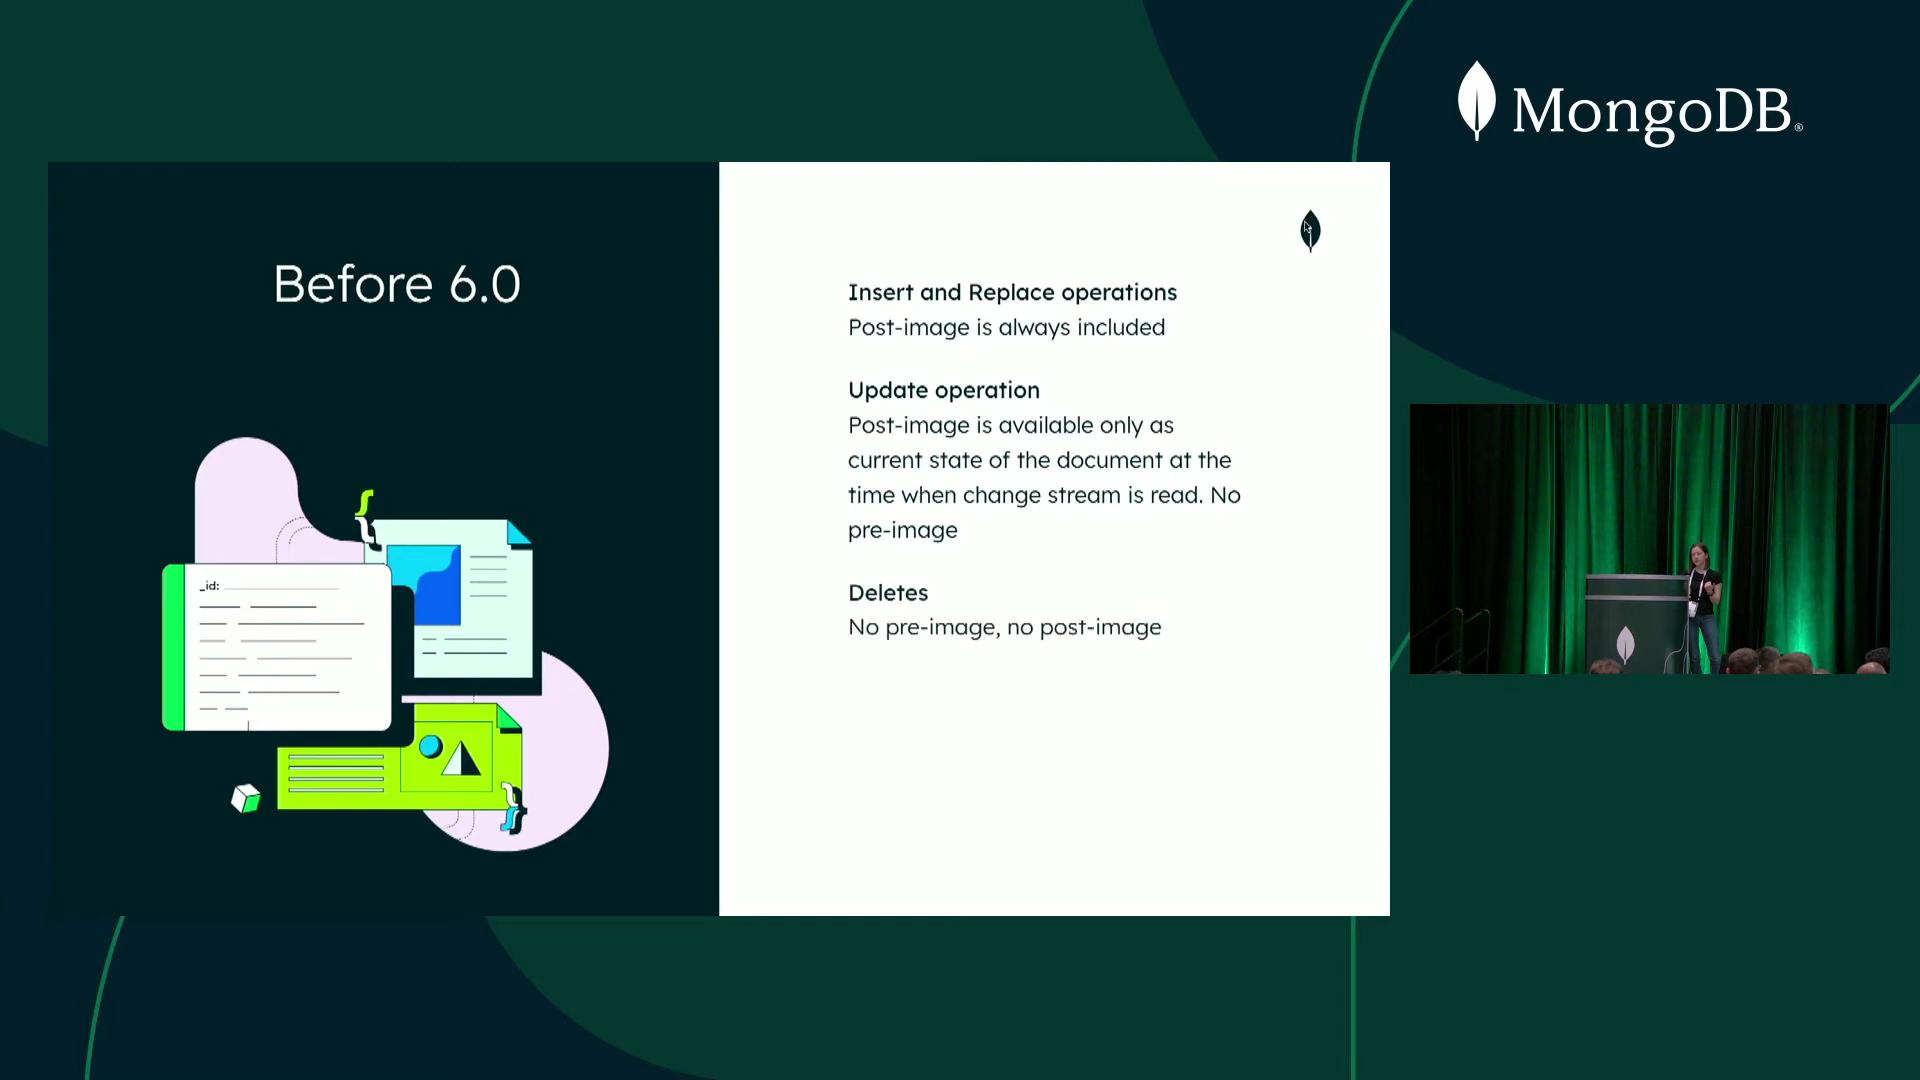 MongoDB®
Before 6.0
_id:
Insert and Replace operations
Post-image is always included
Update operation
Post-image is available only as
current state of the document at the
time when change stream is read. No
pre-image
Deletes
No pre-image, no post-image